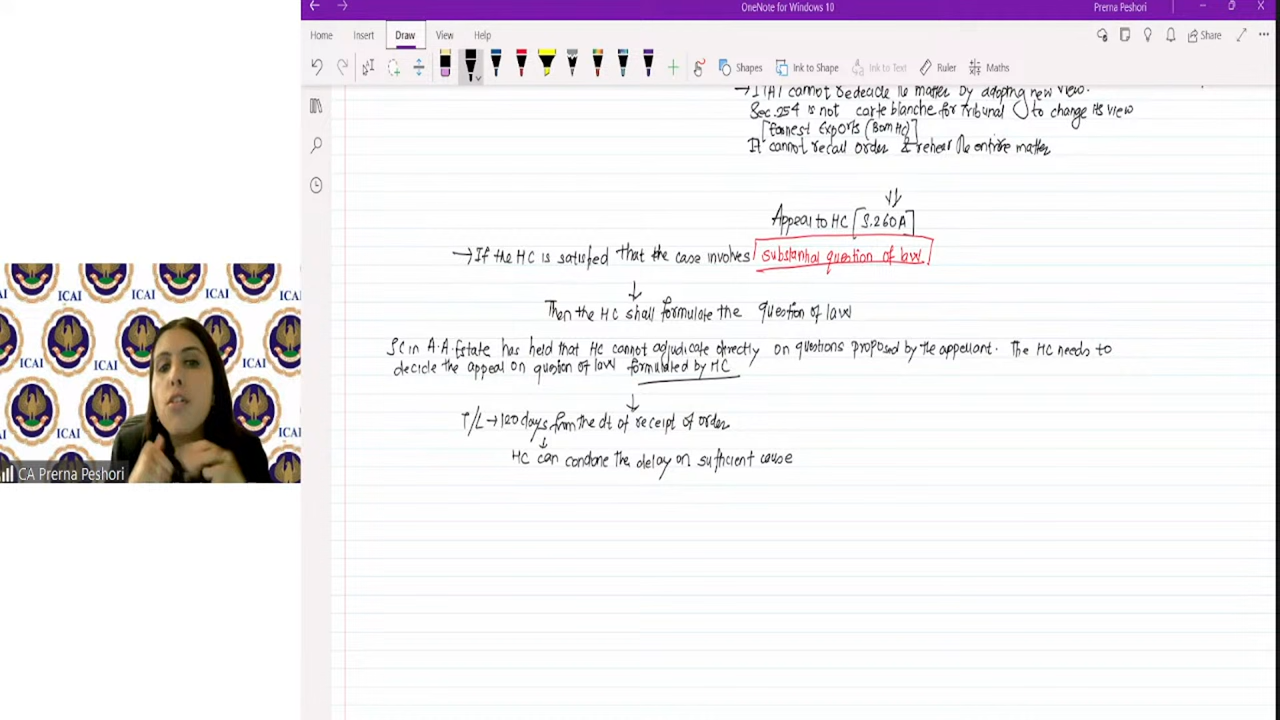 OneNote for Windows 10
Prerna Peshori
Home Insert Draw View Help
Share
Shapes Ink to Shape Ink to Text Ruler Maths
→ ITAT cannot redecide the matter by adopting new view.
Sec. 254 is not carte blanche for Tribunal to change its view
[Earnest Exports (Bom HC)]
It cannot recall order & rehear the entire matter
Appeal to HC [S.260A]
→ If the HC is satisfied that the case involves substantial question of law.
Then the HC shall formulate the question of law
SC in A.A. Estate has held that HC cannot adjudicate directly on questions proposed by the appellant. The HC needs to
decide the appeal on question of law formulated by HC
T/L → 120 days from the dt of receipt of order
HC can condone the delay on sufficient cause
ICAI ICAI ICAI
ICAI
CA Prerna Peshori